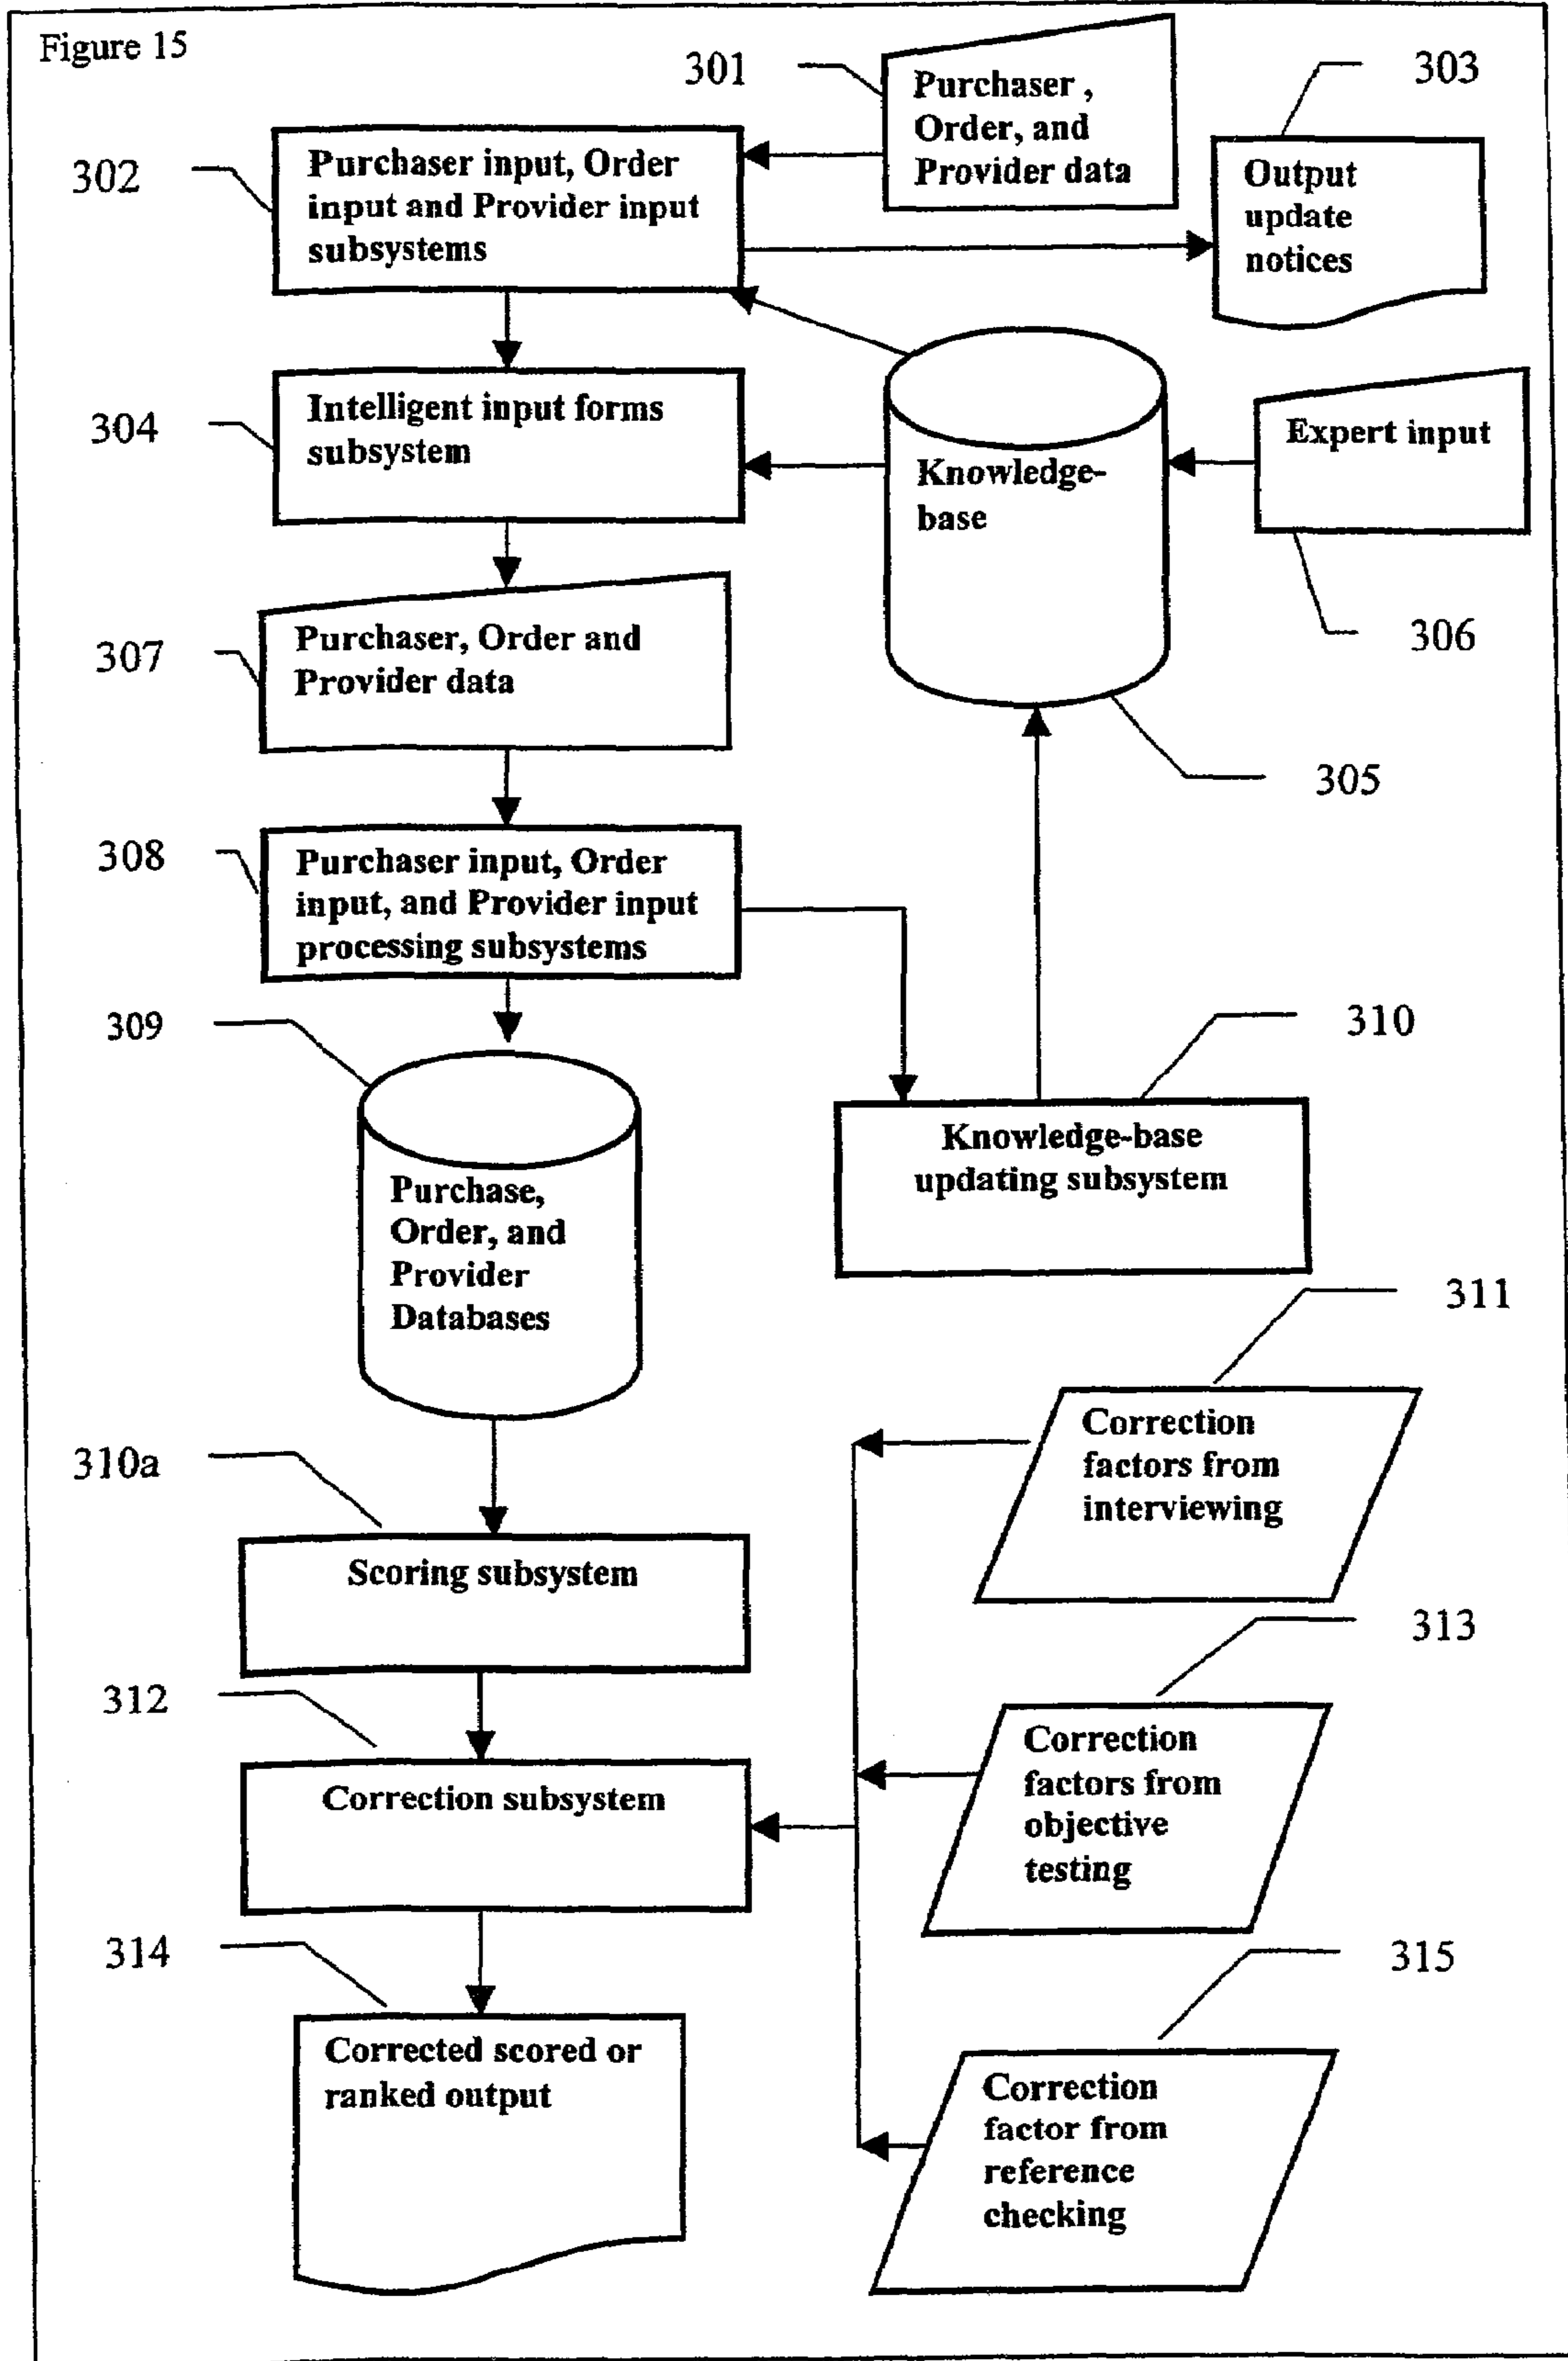 Figure 15
301
Purchaser ,
Order, and
Provider data
303
Output
update
notices
302
Purchaser input, Order
input and Provider input
subsystems
304
Intelligent input forms
subsystem
Knowledge-
base
Expert input
306
305
307
Purchaser, Order and
Provider data
308
Purchaser input, Order
input, and Provider input
processing subsystems
309
Purchase,
Order, and
Provider
Databases
310
Knowledge-base
updating subsystem
311
Correction
factors from
interviewing
310a
Scoring subsystem
313
Correction
factors from
objective
testing
312
Correction subsystem
314
Corrected scored or
ranked output
315
Correction
factor from
reference
checking